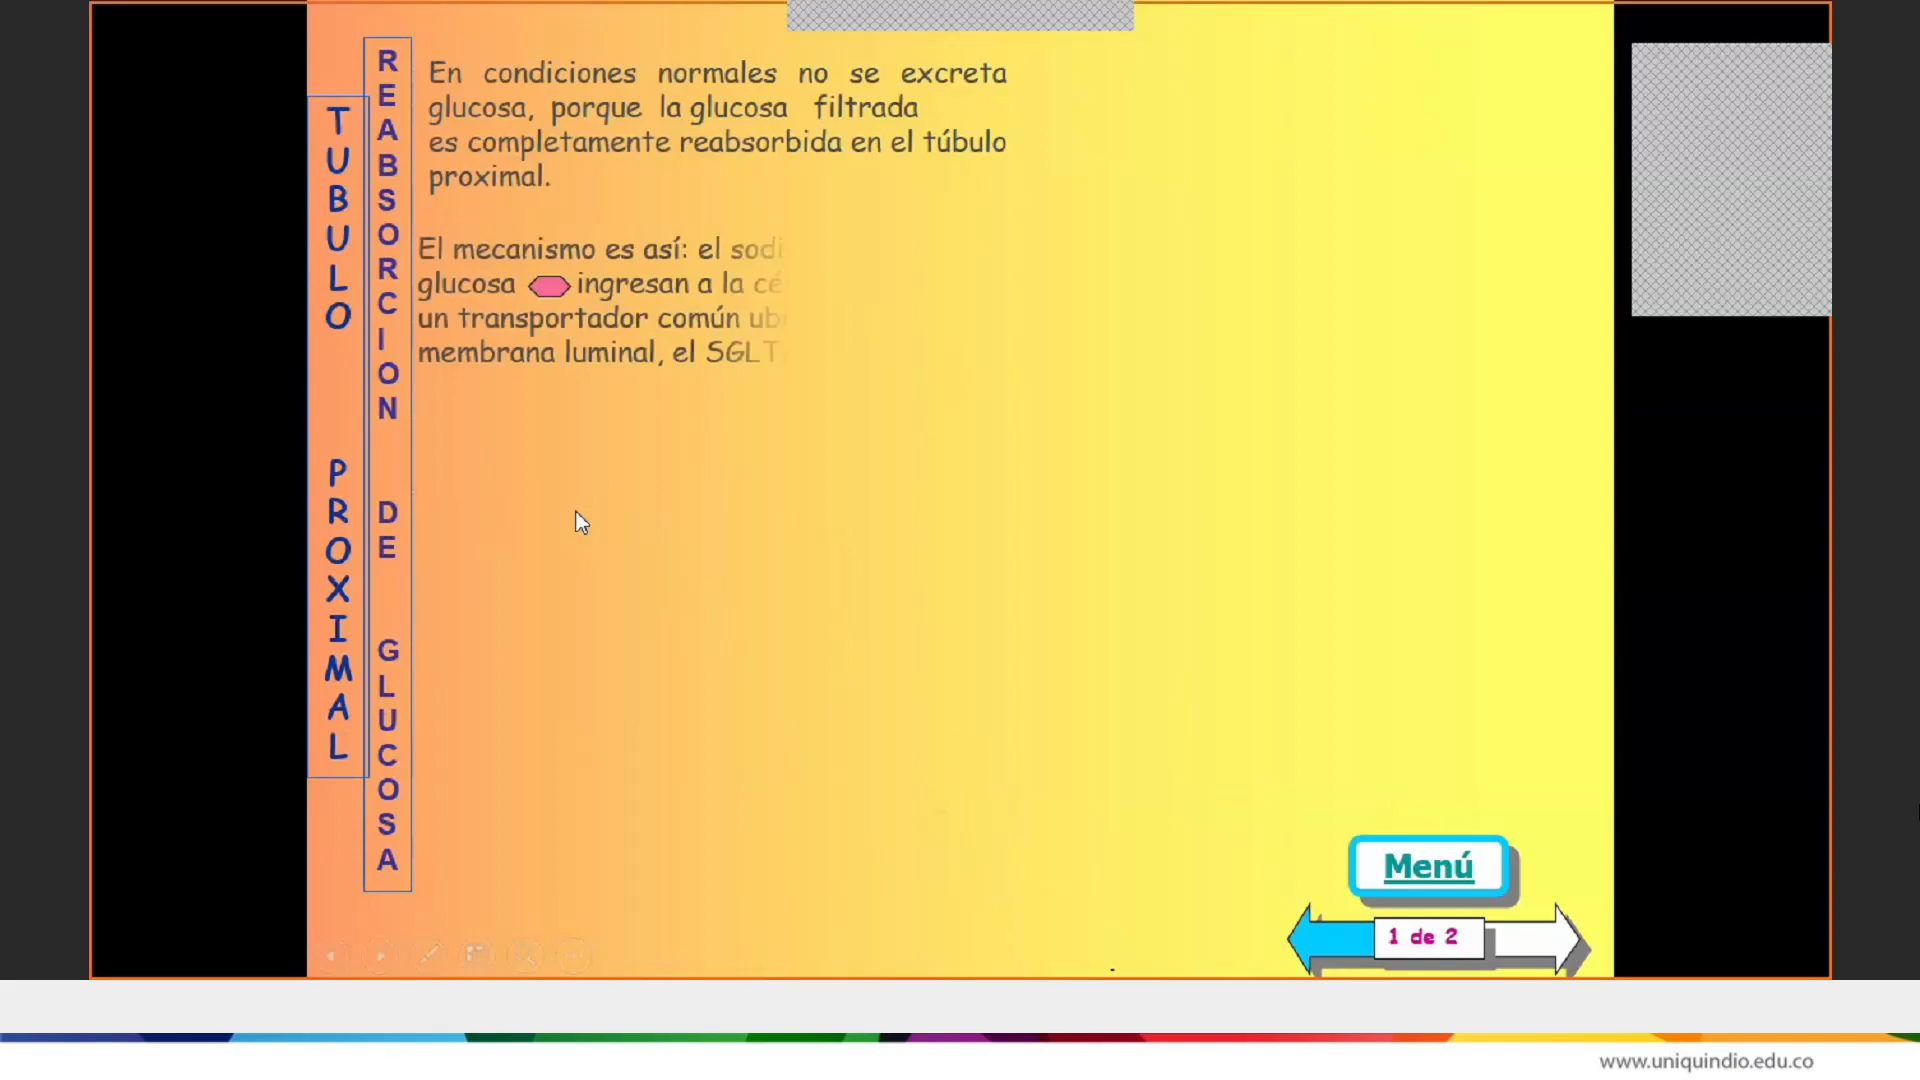 TUBULO PROXIMAL
REABSORCION DE GLUCOSA
En condiciones normales no se excreta
glucosa, porque la glucosa filtrada
es completamente reabsorbida en el túbulo
proximal.
El mecanismo es así: el
glucosa ingresan a la
un transportador común
membrana luminal, el
Menú
1 de 2
www.uniquindio.edu.co